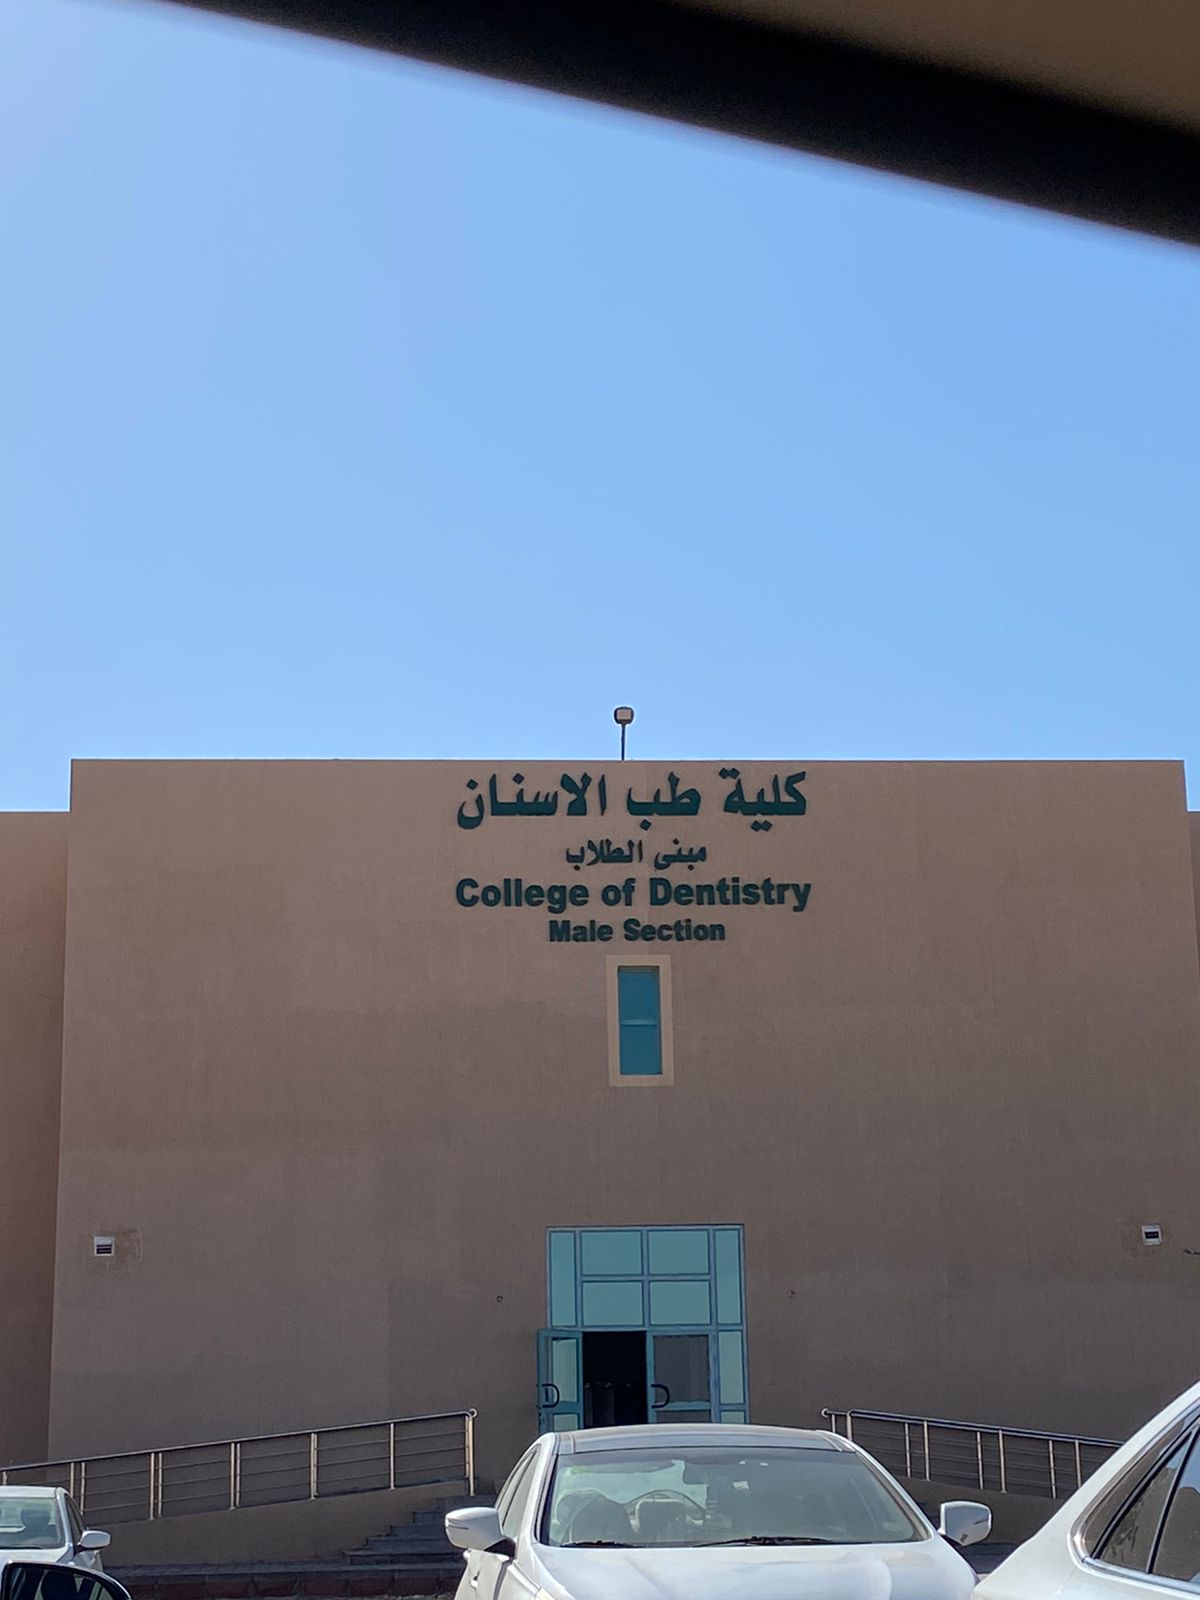 كلية طب الاسنان
مبنى الطلاب
College of Dentistry
Male Section